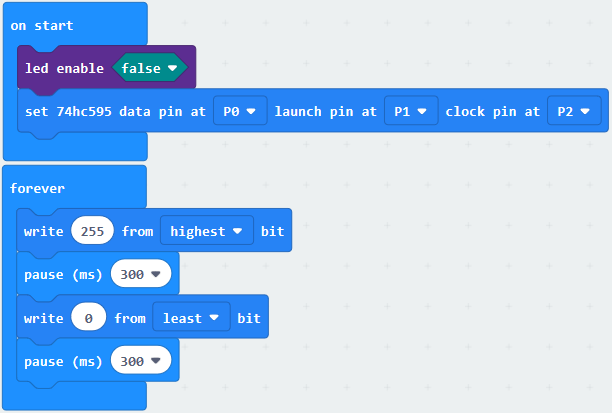 on start
led enable false
set 74hc595 data pin at P0 launch pin at P1 clock pin at P2
forever
write 255 from highest bit
pause (ms) 300
write 0 from least bit
pause (ms) 300